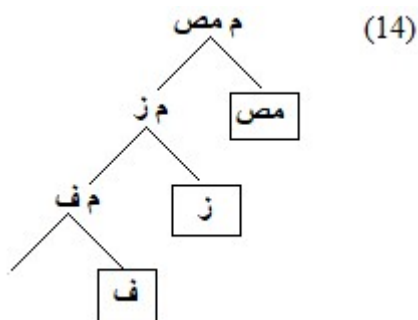 (14) م مص
م ز مص
م ف ز
ف